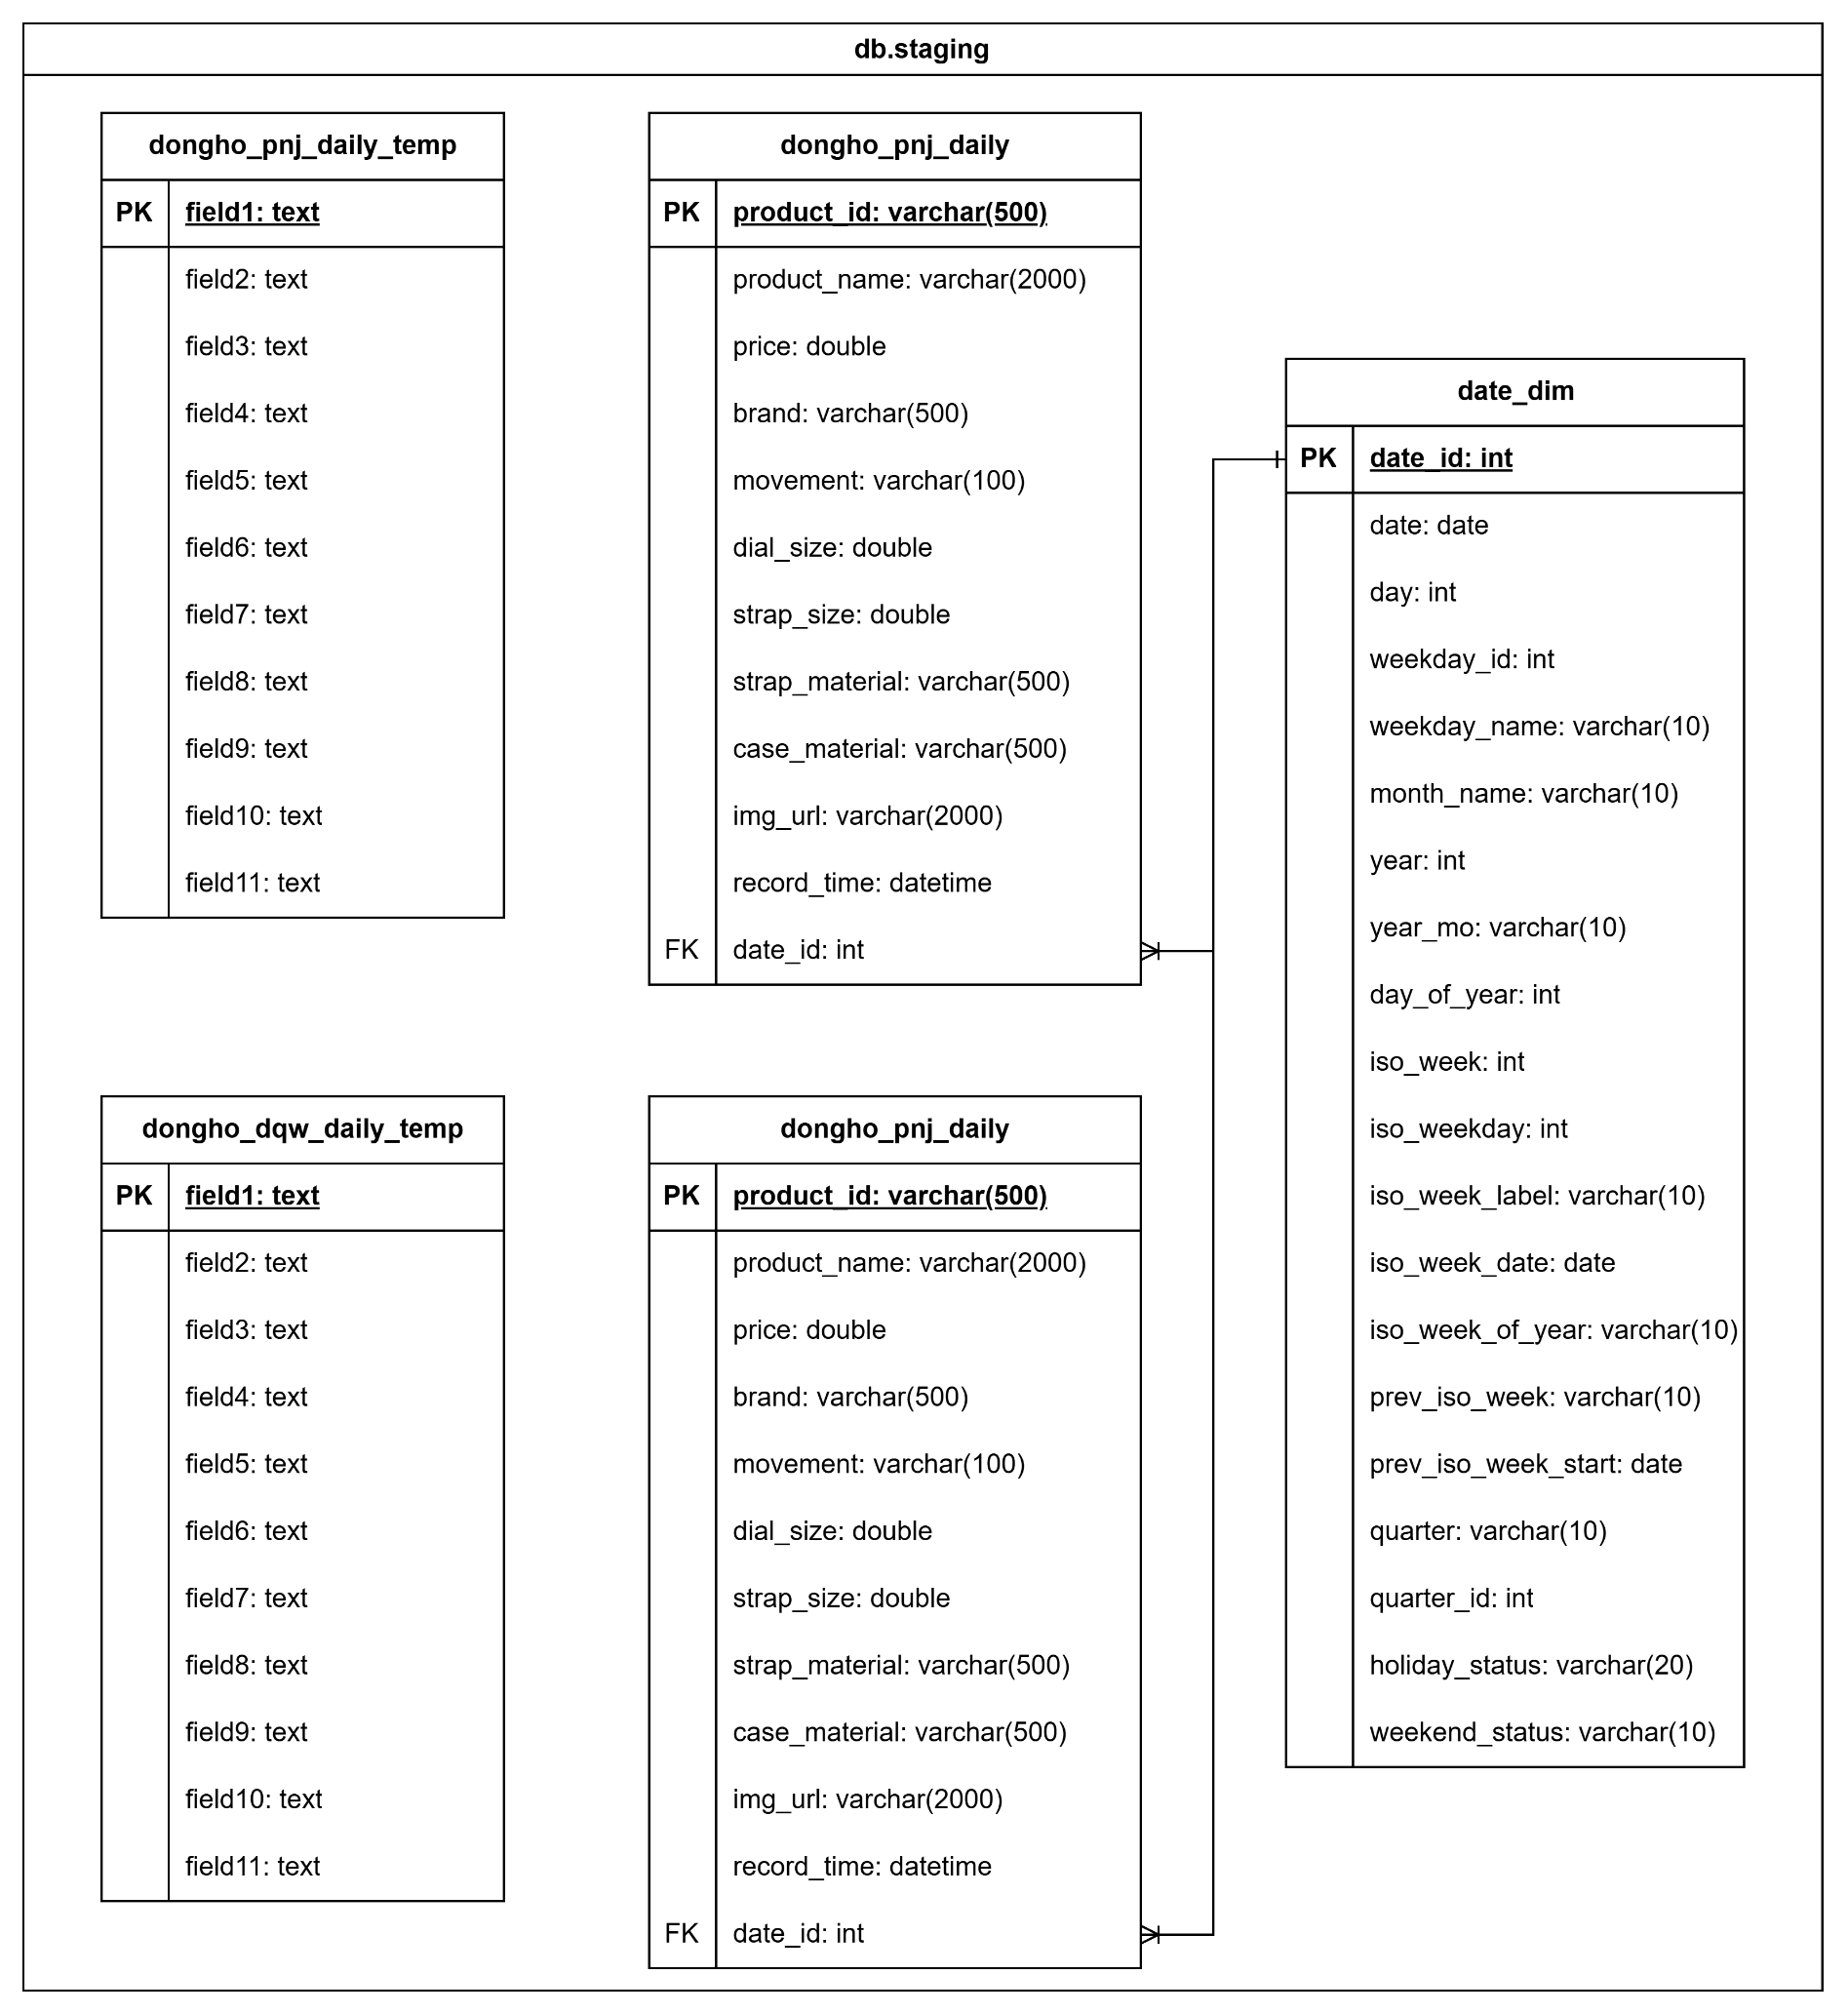 db.staging
dongho_pnj_daily_temp
PK field1: text
field2: text
field3: text
field4: text
field5: text
field6: text
field7: text
field8: text
field9: text
field10: text
field11: text
dongho_pnj_daily
PK product_id: varchar(500)
product_name: varchar(2000)
price: double
brand: varchar(500)
movement: varchar(100)
dial_size: double
strap_size: double
strap_material: varchar(500)
case_material: varchar(500)
img_url: varchar(2000)
record_time: datetime
FK date_id: int
date_dim
PK date_id: int
date: date
day: int
weekday_id: int
weekday_name: varchar(10)
month_name: varchar(10)
year: int
year_mo: varchar(10)
day_of_year: int
iso_week: int
iso_weekday: int
iso_week_label: varchar(10)
iso_week_date: date
iso_week_of_year: varchar(10)
prev_iso_week: varchar(10)
prev_iso_week_start: date
quarter: varchar(10)
quarter_id: int
holiday_status: varchar(20)
weekend_status: varchar(10)
dongho_dqw_daily_temp
PK field1: text
field2: text
field3: text
field4: text
field5: text
field6: text
field7: text
field8: text
field9: text
field10: text
field11: text
dongho_pnj_daily
PK product_id: varchar(500)
product_name: varchar(2000)
price: double
brand: varchar(500)
movement: varchar(100)
dial_size: double
strap_size: double
strap_material: varchar(500)
case_material: varchar(500)
img_url: varchar(2000)
record_time: datetime
FK date_id: int